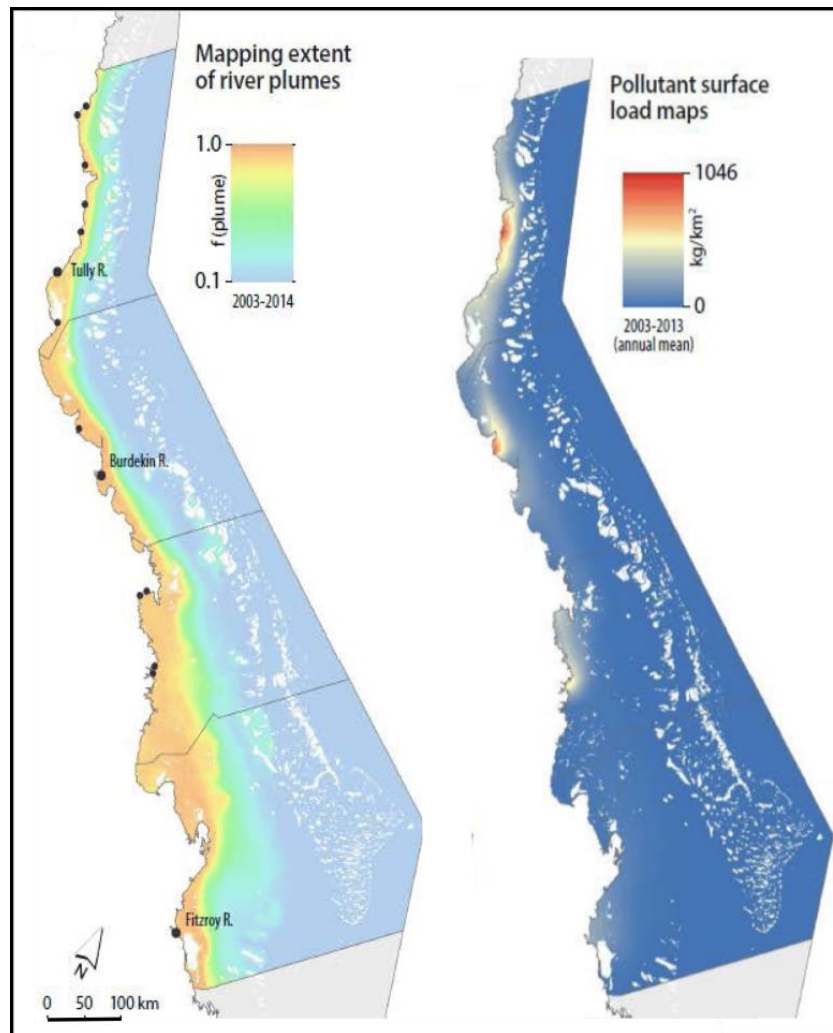 Mapping extent
of river plumes
1.0
f (plume)
0.1
2003-2014
Tully R.
Burdekin R.
Fitzroy R.
N
0 50 100 km
Pollutant surface
load maps
1046
kg/km²
0
2003-2013
(annual mean)